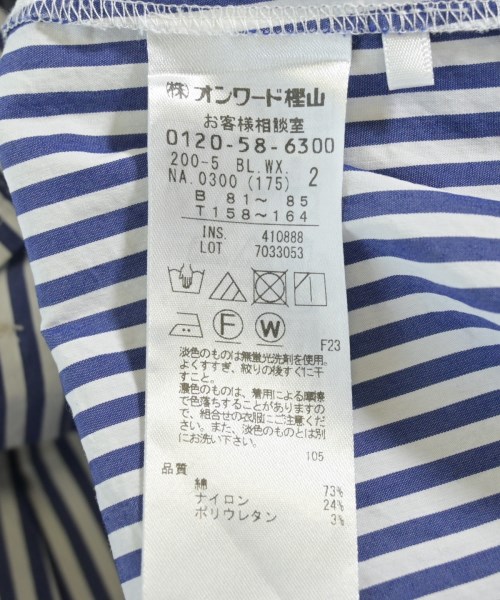 (株)オンワード樫山
お客様相談室
0120-58-6300
200-5 BL.WX. 2
NA.0300 (175)
B 81～ 85
T 158～164
INS. 410888
LOT 7033053
F W
F23
淡色のものは無蛍光洗剤を使用。
よくすすぎ、絞りの後すぐに干
すこと。
濃色のものは、着用による摩擦
で色落ちすることがありますの
で、組合せの衣服にご注意くださ
い。また、淡色のものとは別
にお洗い下さい。
105
品質
綿 73%
ナイロン 24%
ポリウレタン 3%